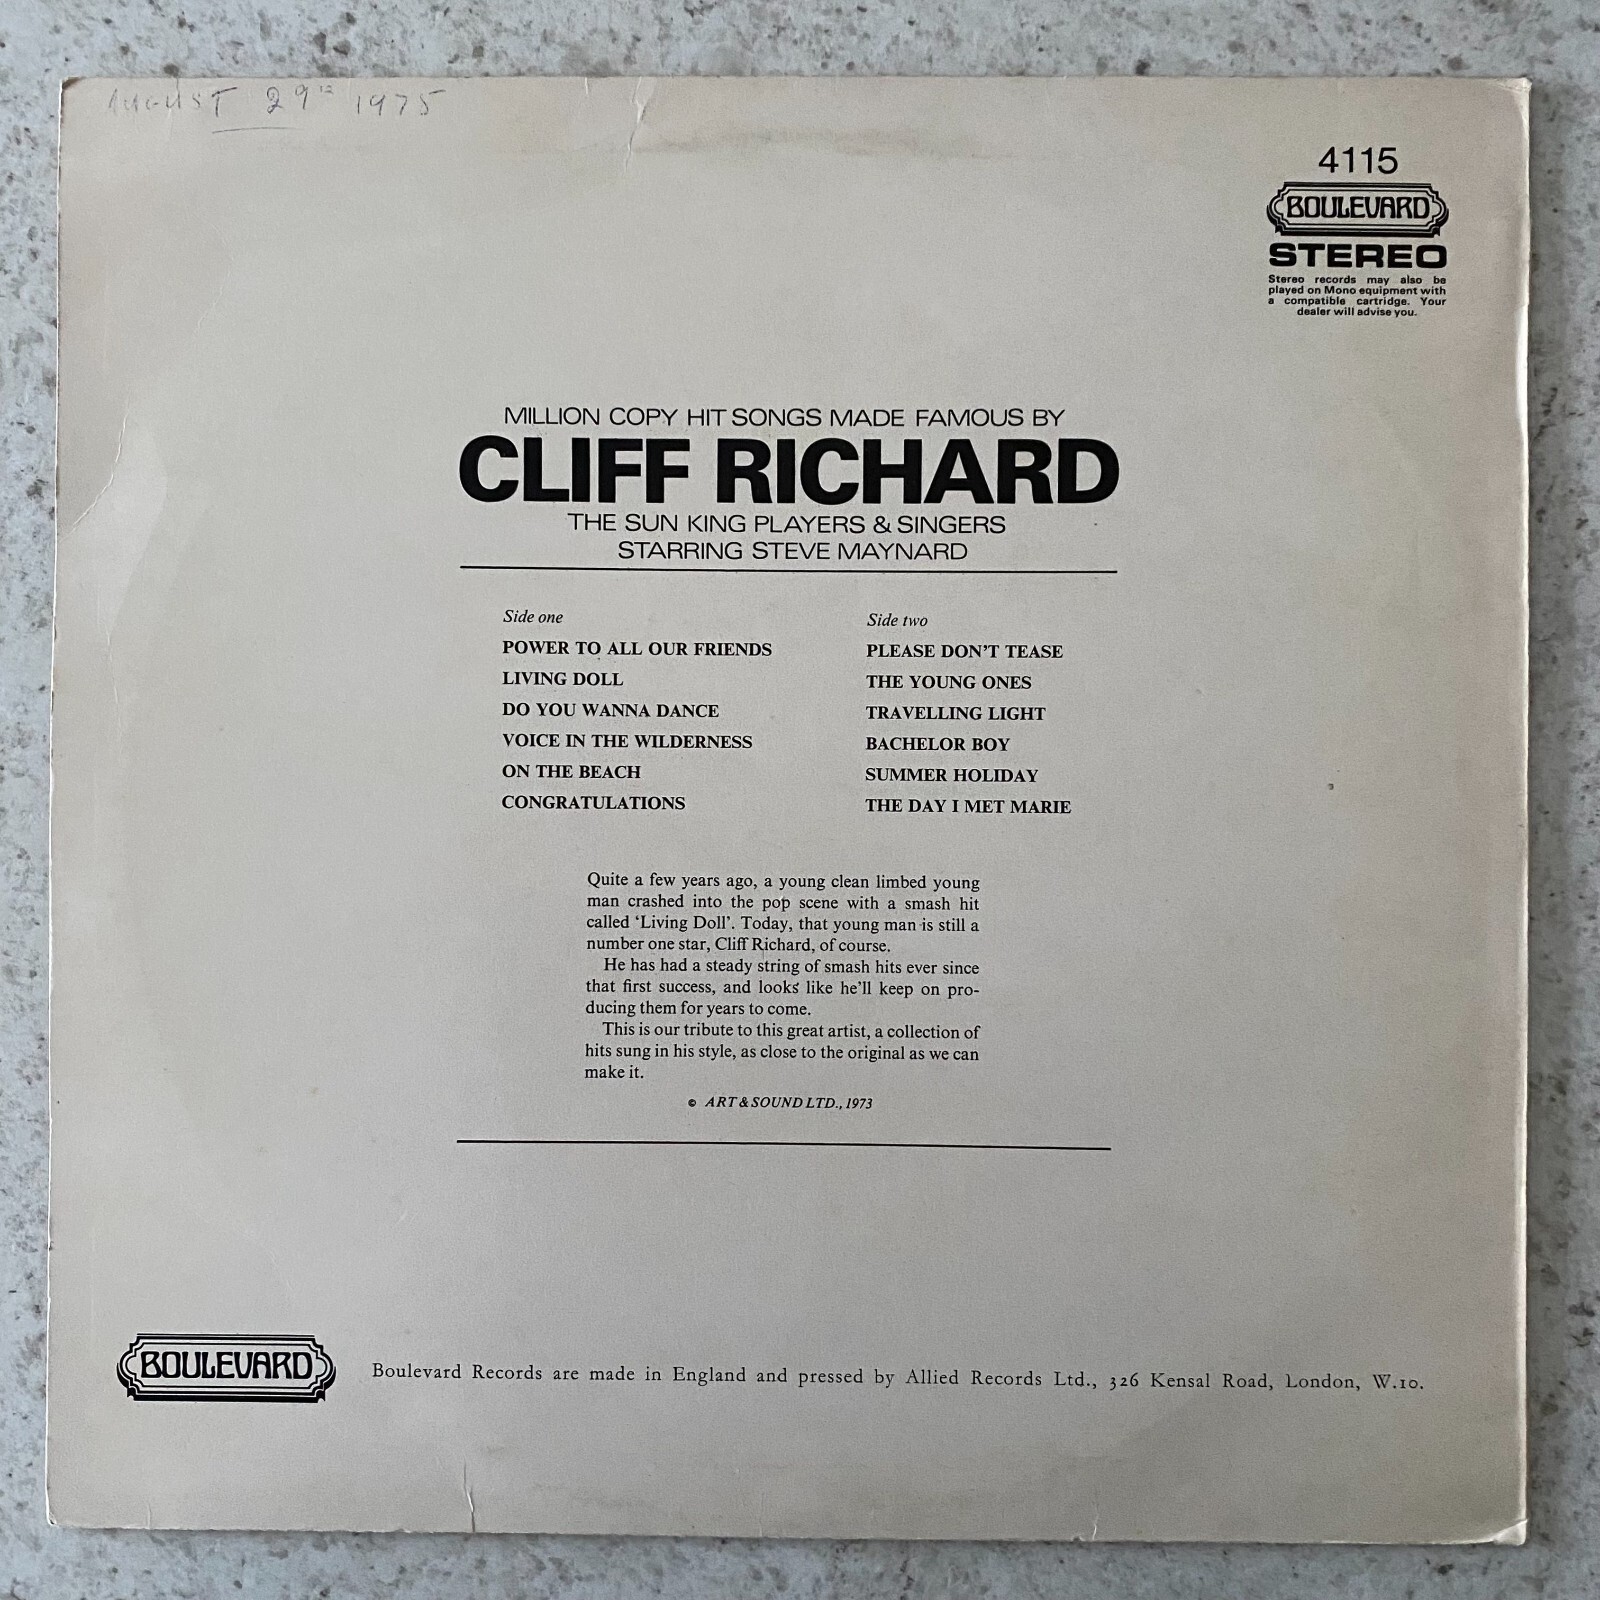 AUGUST 29th 1975
4115
BOULEVARD
STEREO
Stereo records may also be
played on Mono equipment with
a compatible cartridge. Your
dealer will advise you.
MILLION COPY HIT SONGS MADE FAMOUS BY
CLIFF RICHARD
THE SUN KING PLAYERS & SINGERS
STARRING STEVE MAYNARD
Side one
POWER TO ALL OUR FRIENDS
LIVING DOLL
DO YOU WANNA DANCE
VOICE IN THE WILDERNESS
ON THE BEACH
CONGRATULATIONS
Side two
PLEASE DON'T TEASE
THE YOUNG ONES
TRAVELLING LIGHT
BACHELOR BOY
SUMMER HOLIDAY
THE DAY I MET MARIE
Quite a few years ago, a young clean limbed young
man crashed into the pop scene with a smash hit
called ‘Living Doll’. Today, that young man is still a
number one star, Cliff Richard, of course.
He has had a steady string of smash hits ever since
that first success, and looks like he'll keep on pro-
ducing them for years to come.
This is our tribute to this great artist, a collection of
hits sung in his style, as close to the original as we can
make it.
© ART & SOUND LTD., 1973
BOULEVARD
Boulevard Records are made in England and pressed by Allied Records Ltd., 326 Kensal Road, London, W.10.